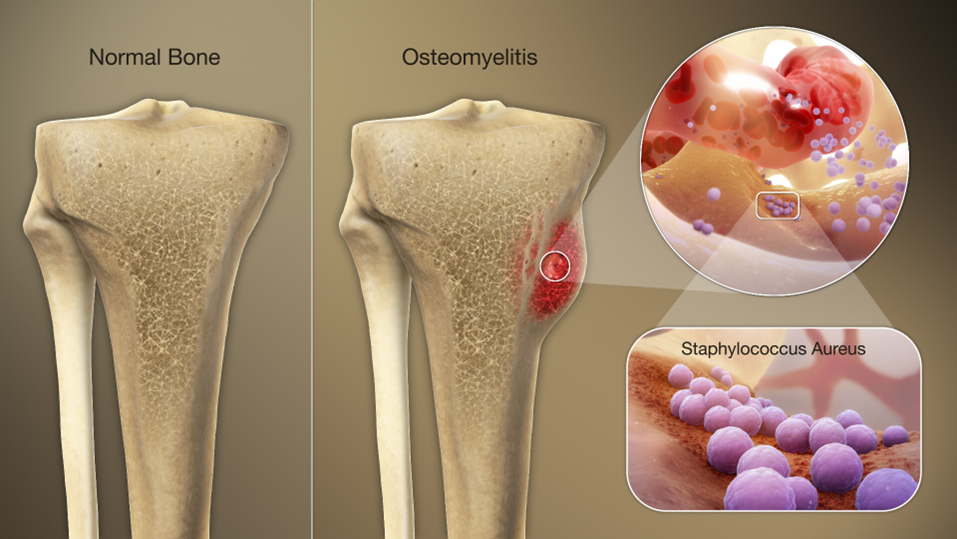 Normal Bone
Osteomyelitis
Staphylococcus Aureus